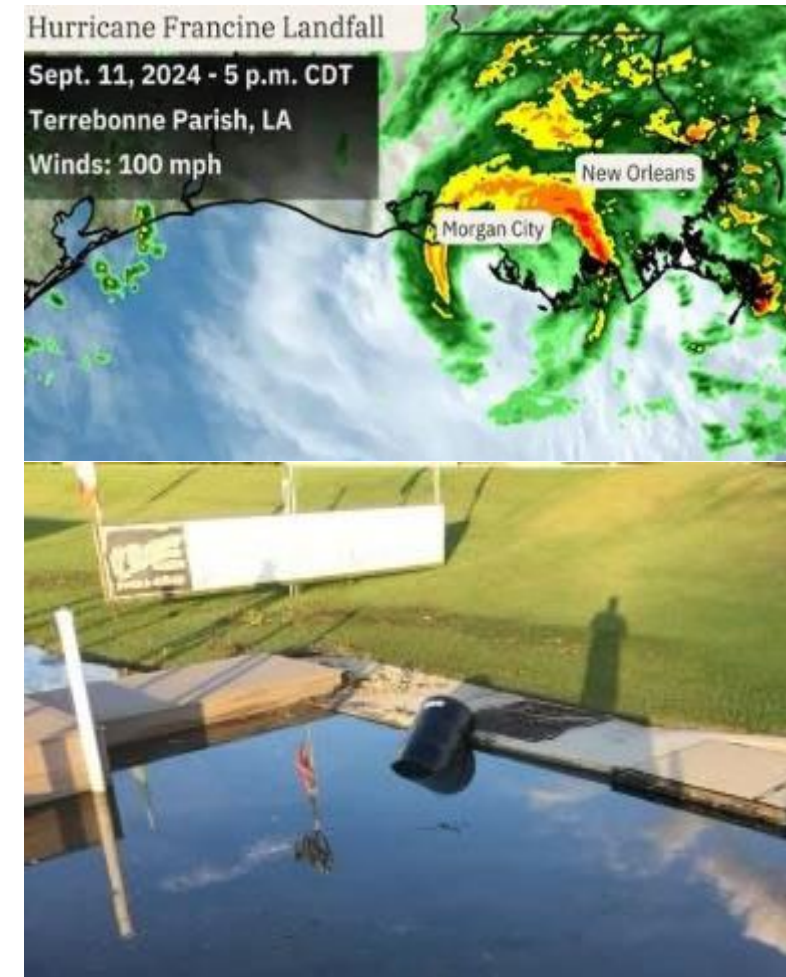 Hurricane Francine Landfall
Sept. 11, 2024 - 5 p.m. CDT
Terrebonne Parish, LA
Winds: 100 mph
New Orleans
Morgan City